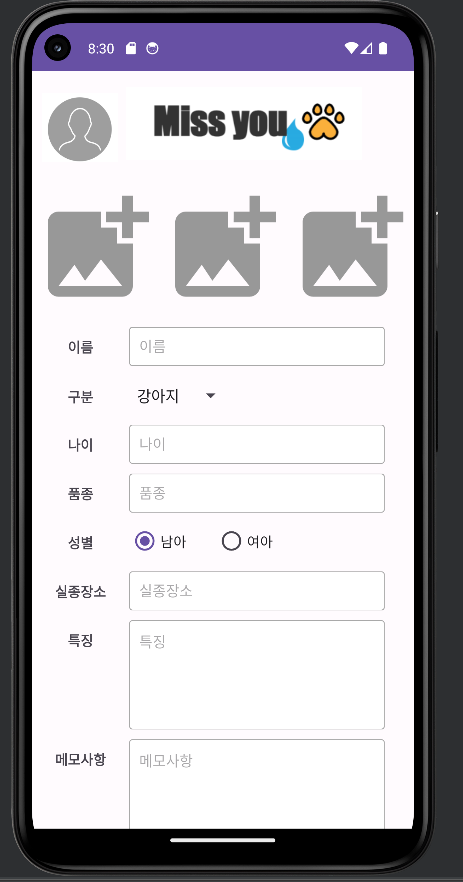 8:30
Miss you
이름 이름
구분 강아지
나이 나이
품종 품종
성별 남아 여아
실종장소 실종장소
특징 특징
메모사항 메모사항